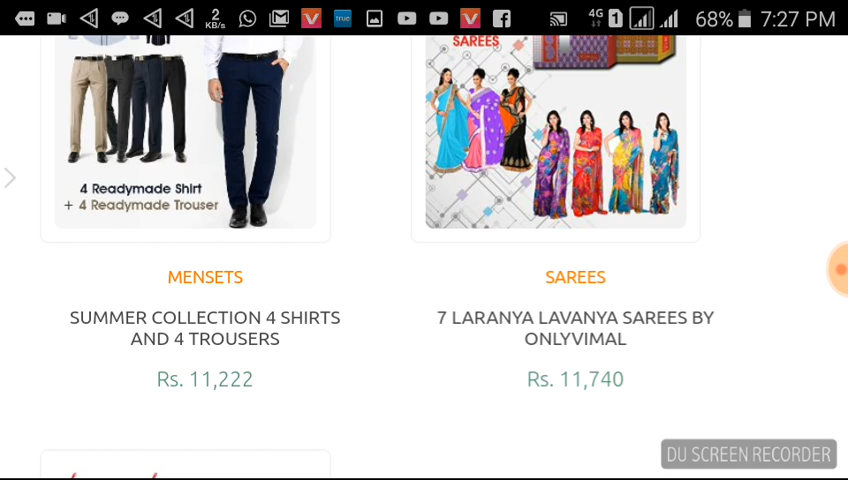 2
KB/s
true
4G
1
68%
7:27 PM
SAREES
4 Readymade Shirt
+ 4 Readymade Trouser
MENSETS
SAREES
SUMMER COLLECTION 4 SHIRTS
AND 4 TROUSERS
7 LARANYA LAVANYA SAREES BY
ONLYVIMAL
Rs. 11,222
Rs. 11,740
DU SCREEN RECORDER